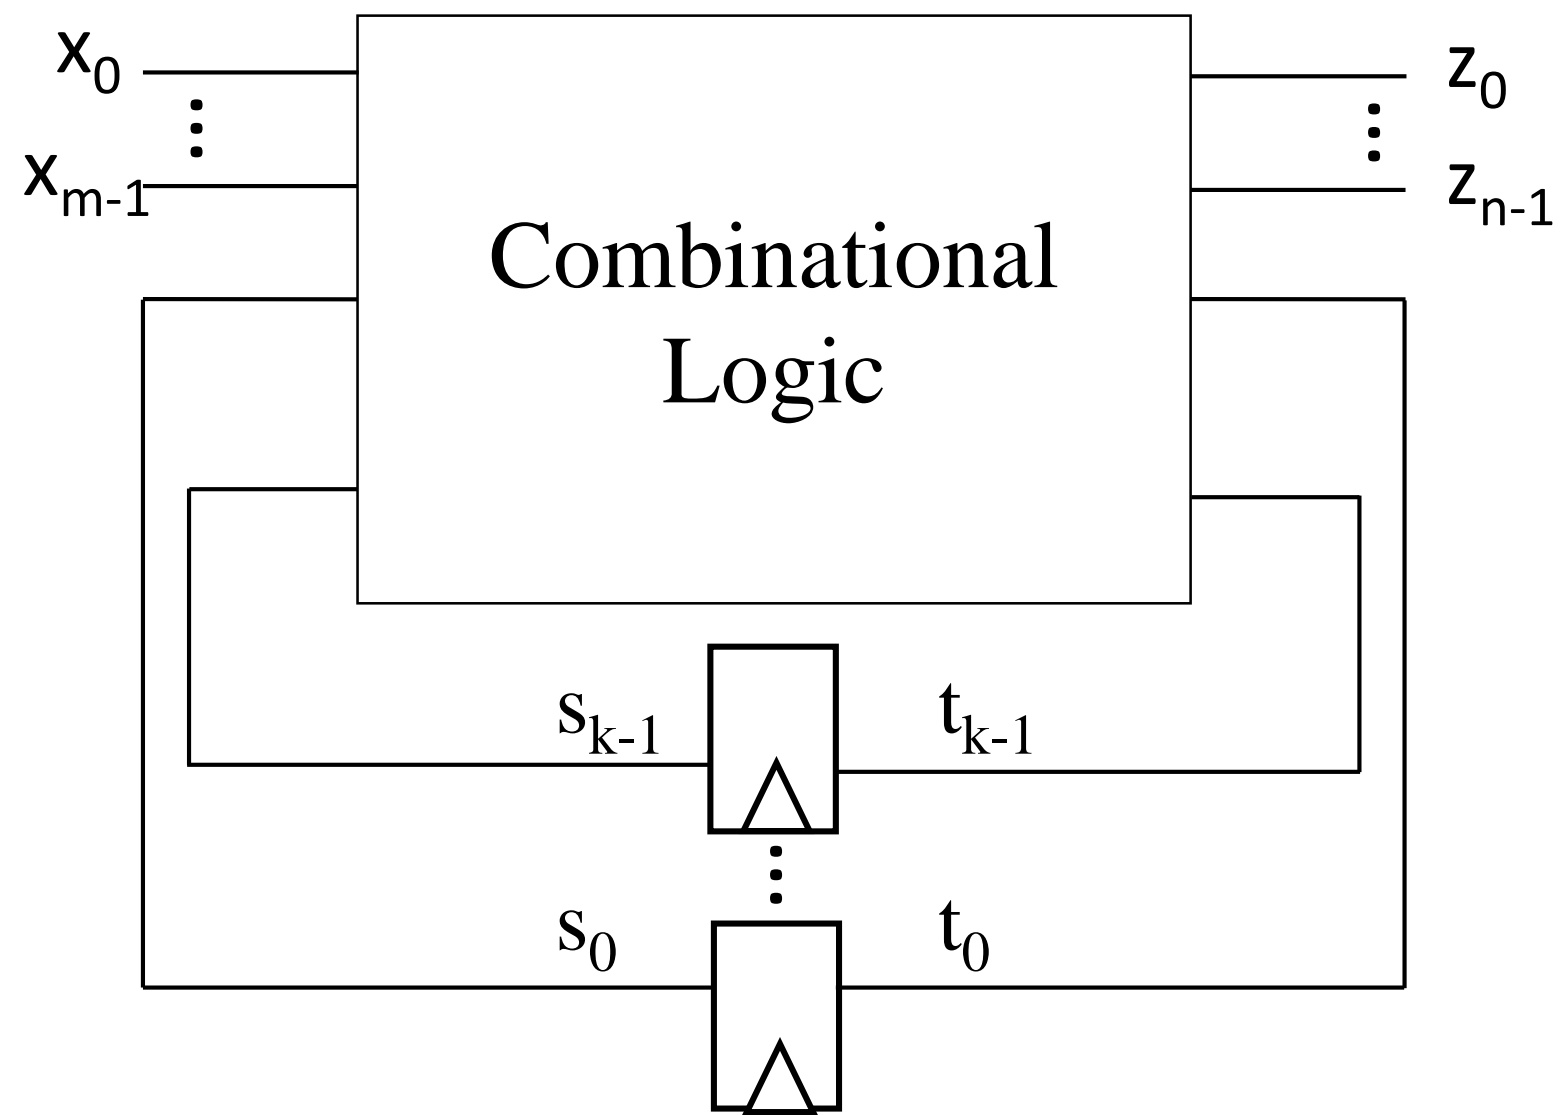 x₀
z₀
xₘ₋₁
zₙ₋₁
Combinational
Logic
sₖ₋₁
tₖ₋₁
s₀
t₀